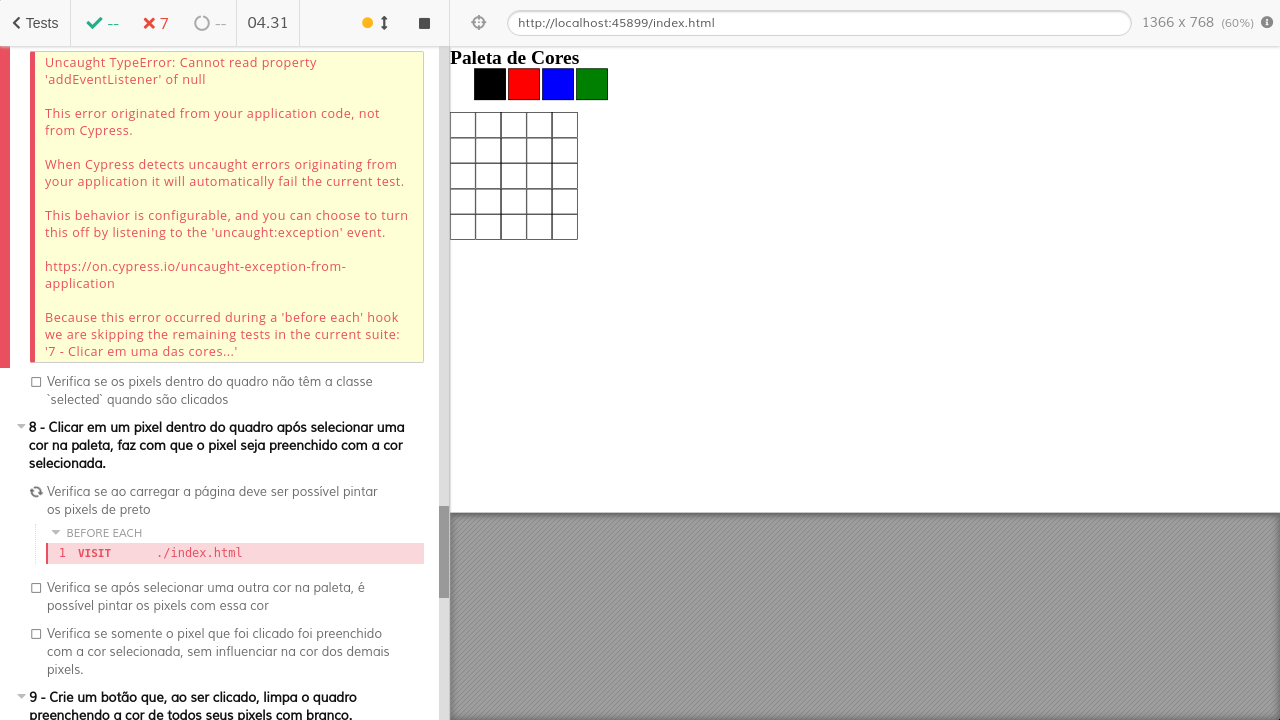 Tests
--
7
--
04.31
http://localhost:45899/index.html
1366 x 768 (60%)
Uncaught TypeError: Cannot read property
'addEventListener' of null
This error originated from your application code, not
from Cypress.
When Cypress detects uncaught errors originating from
your application it will automatically fail the current test.
This behavior is configurable, and you can choose to turn
this off by listening to the 'uncaught:exception' event.
https://on.cypress.io/uncaught-exception-from-
application
Because this error occurred during a 'before each' hook
we are skipping the remaining tests in the current suite:
'7 - Clicar em uma das cores...'
Verifica se os pixels dentro do quadro não têm a classe
`selected` quando são clicados
8 - Clicar em um pixel dentro do quadro após selecionar uma
cor na paleta, faz com que o pixel seja preenchido com a cor
selecionada.
Verifica se ao carregar a página deve ser possível pintar
os pixels de preto
BEFORE EACH
1 VISIT ./index.html
Verifica se após selecionar uma outra cor na paleta, é
possível pintar os pixels com essa cor
Verifica se somente o pixel que foi clicado foi preenchido
com a cor selecionada, sem influenciar na cor dos demais
pixels.
9 - Crie um botão que, ao ser clicado, limpa o quadro
preenchendo a cor de todos seus pixels com branco.
Paleta de Cores